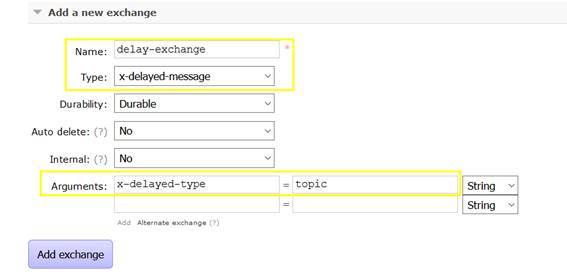 Add a new exchange
Name: delay-exchange *
Type: x-delayed-message
Durability: Durable
Auto delete: (?) No
Internal: (?) No
Arguments: x-delayed-type = topic String
= String
Add Alternate exchange (?)
Add exchange